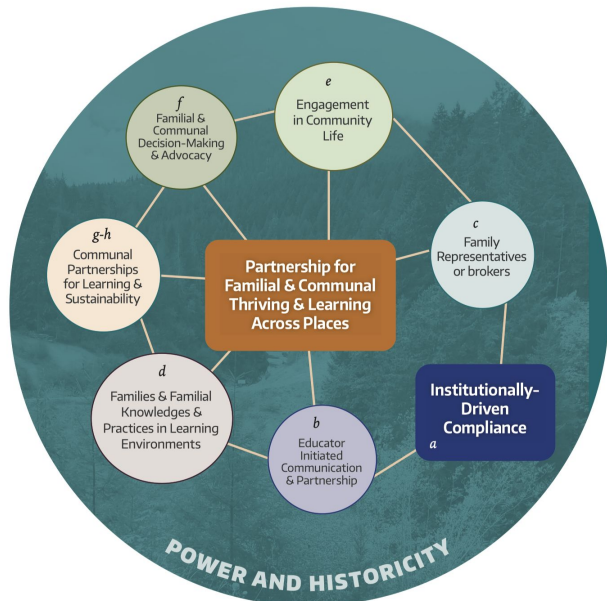 e
Engagement
in Community
Life
f
Familial &
Communal
Decision-Making
& Advocacy
c
Family
Representatives
or brokers
g-h
Communal
Partnerships
for Learning &
Sustainability
Partnership for
Familial & Communal
Thriving & Learning
Across Places
d
Families & Familial
Knowledges &
Practices in Learning
Environments
b
Educator
Initiated
Communication
& Partnership
Institutionally-
Driven
Compliance
a
POWER AND HISTORICITY